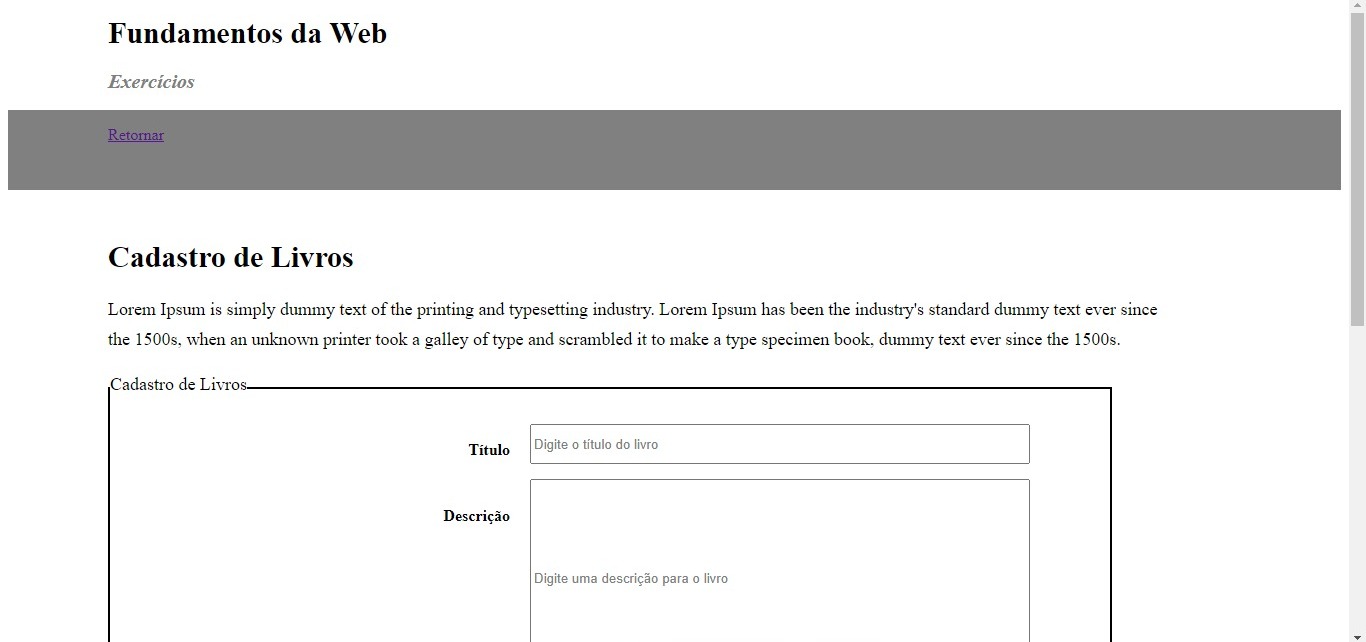 Fundamentos da Web
Exercícios
Retornar
Cadastro de Livros
Lorem Ipsum is simply dummy text of the printing and typesetting industry. Lorem Ipsum has been the industry's standard dummy text ever since
the 1500s, when an unknown printer took a galley of type and scrambled it to make a type specimen book, dummy text ever since the 1500s.
Cadastro de Livros
Título
Digite o título do livro
Descrição
Digite uma descrição para o livro